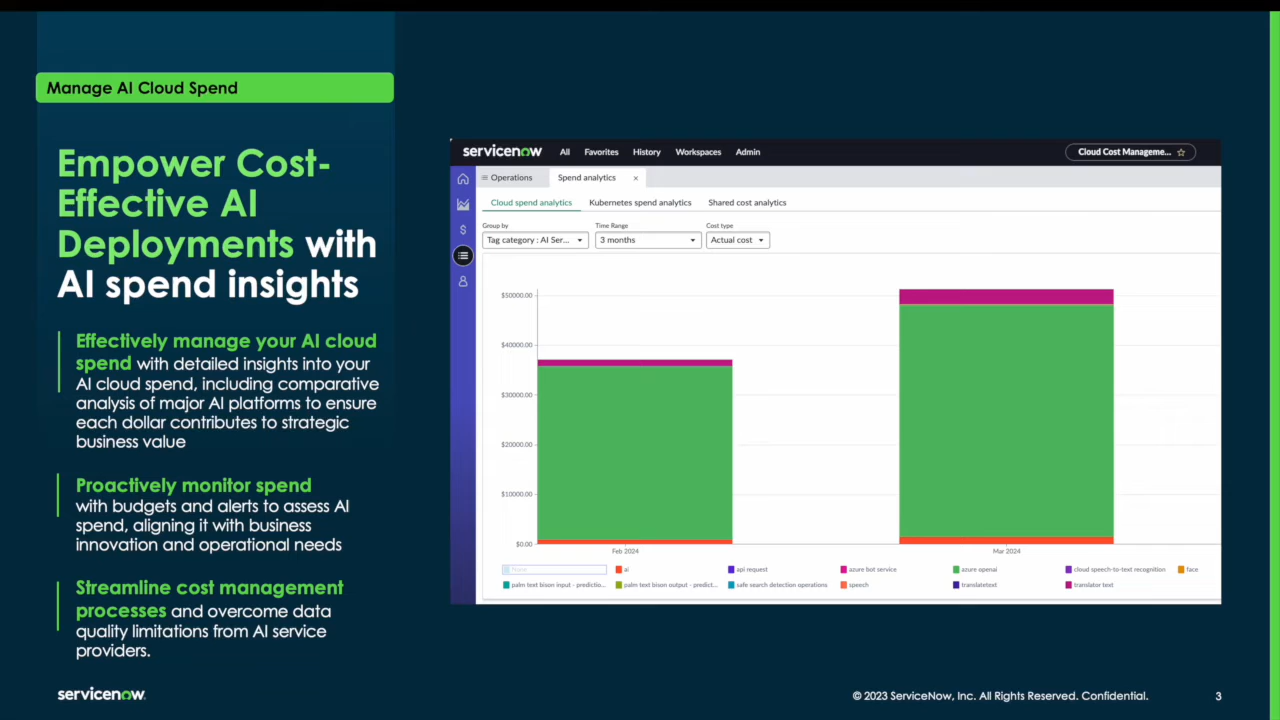 Manage AI Cloud Spend
Empower Cost-
Effective AI
Deployments with
AI spend insights
Effectively manage your AI cloud
spend with detailed insights into your
AI cloud spend, including comparative
analysis of major AI platforms to ensure
each dollar contributes to strategic
business value
Proactively monitor spend
with budgets and alerts to assess AI
spend, aligning it with business
innovation and operational needs
Streamline cost management
processes and overcome data
quality limitations from AI service
providers.
servicenow All Favorites History Workspaces Admin Cloud Cost Manageme...
Operations Spend analytics ×
Cloud spend analytics Kubernetes spend analytics Shared cost analytics
Group by Time Range Cost type
Tag category : AI Ser... 3 months Actual cost
$50000.00
$40000.00
$30000.00
$20000.00
$10000.00
$0.00
Feb 2024 Mar 2024
ai api request azure bot service azure openai cloud speech-to-text recognition face
palm text bison input - predictio... palm text bison output - predict... safe search detection operations speech translatetext translator text
servicenow.
© 2023 ServiceNow, Inc. All Rights Reserved. Confidential. 3